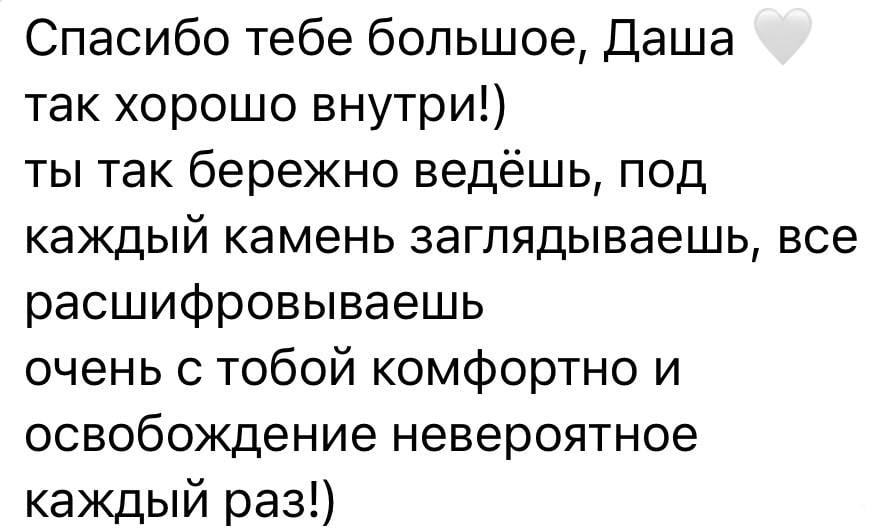 Спасибо тебе большое, Даша 🤍
так хорошо внутри!)
ты так бережно ведёшь, под
каждый камень заглядываешь, все
расшифровываешь
очень с тобой комфортно и
освобождение невероятное
каждый раз!)